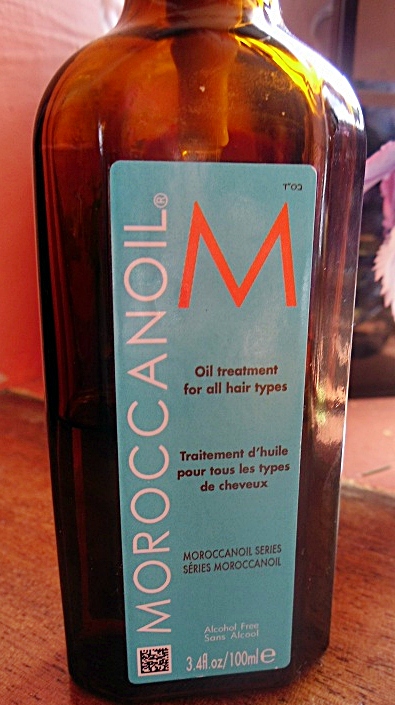 בס"ד
M
MOROCCANOIL®
Oil treatment
for all hair types
Traitement d'huile
pour tous les types
de cheveux
MOROCCANOIL SERIES
SÉRIES MOROCCANOIL
Alcohol Free
Sans Alcool
3.4fl.oz/100ml e